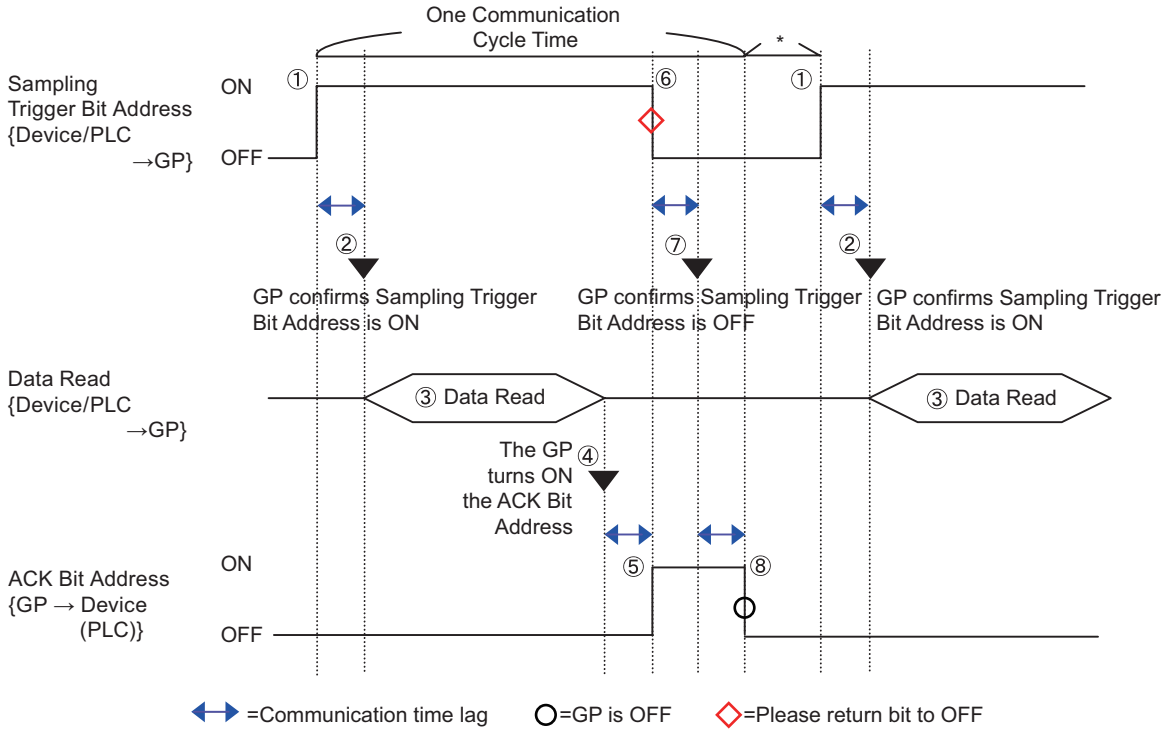 One Communication
Cycle Time
*
Sampling
Trigger Bit Address
{Device/PLC
→GP}
ON
OFF
①
⑥
①
②
⑦
②
GP confirms Sampling Trigger
Bit Address is ON
GP confirms Sampling Trigger
Bit Address is OFF
GP confirms Sampling Trigger
Bit Address is ON
Data Read
{Device/PLC
→GP}
③ Data Read
③ Data Read
The GP
turns ON
the ACK Bit
Address
④
ACK Bit Address
{GP → Device
(PLC)}
ON
OFF
⑤
⑧
=Communication time lag
=GP is OFF
=Please return bit to OFF